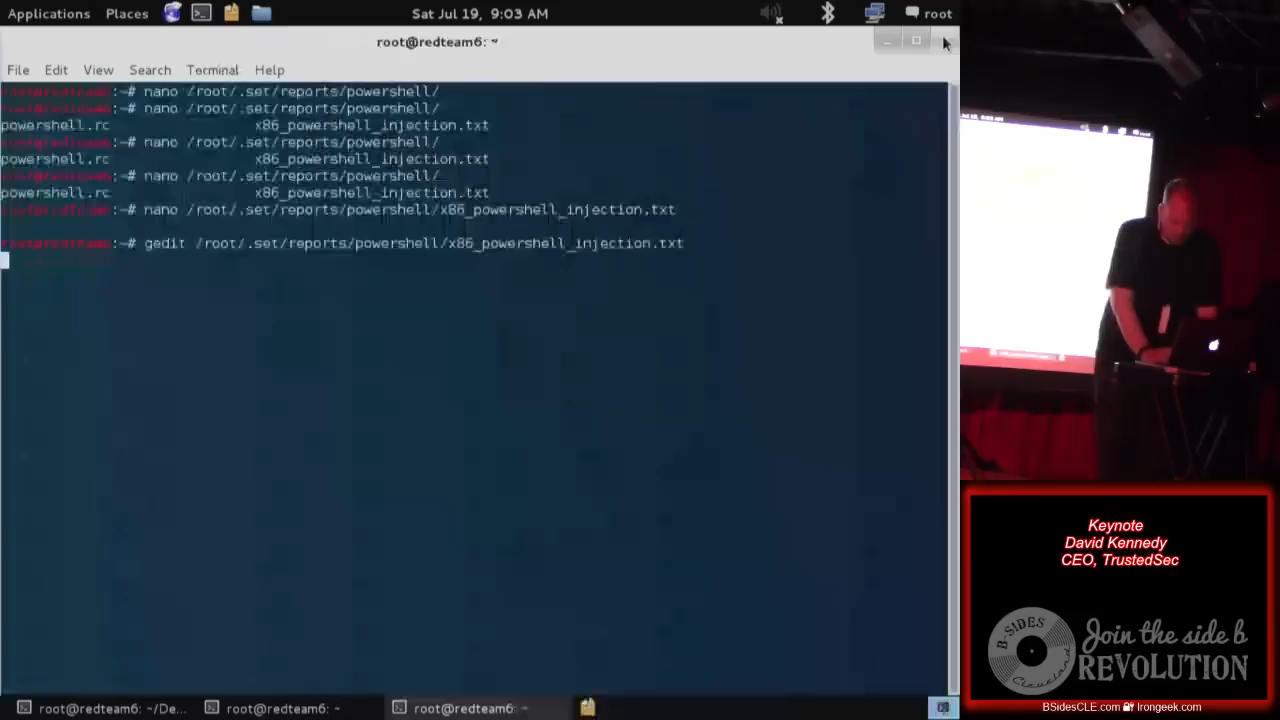 Applications Places Sat Jul 19, 9:03 AM root
root@redteam6: ~
File Edit View Search Terminal Help
:~# nano /root/.set/reports/powershell/
:~# nano /root/.set/reports/powershell/
powershell.rc x86_powershell_injection.txt
:~# nano /root/.set/reports/powershell/
powershell.rc x86_powershell_injection.txt
:~# nano /root/.set/reports/powershell/
powershell.rc x86_powershell_injection.txt
:~# nano /root/.set/reports/powershell/x86_powershell_injection.txt
:~# gedit /root/.set/reports/powershell/x86_powershell_injection.txt
root@redteam6: ~/De... root@redteam6: ~ root@redteam6: ~
Keynote
David Kennedy
CEO, TrustedSec
B-SIDES
Cleveland
Join the side b
REVOLUTION
BSidesCLE.com Irongeek.com